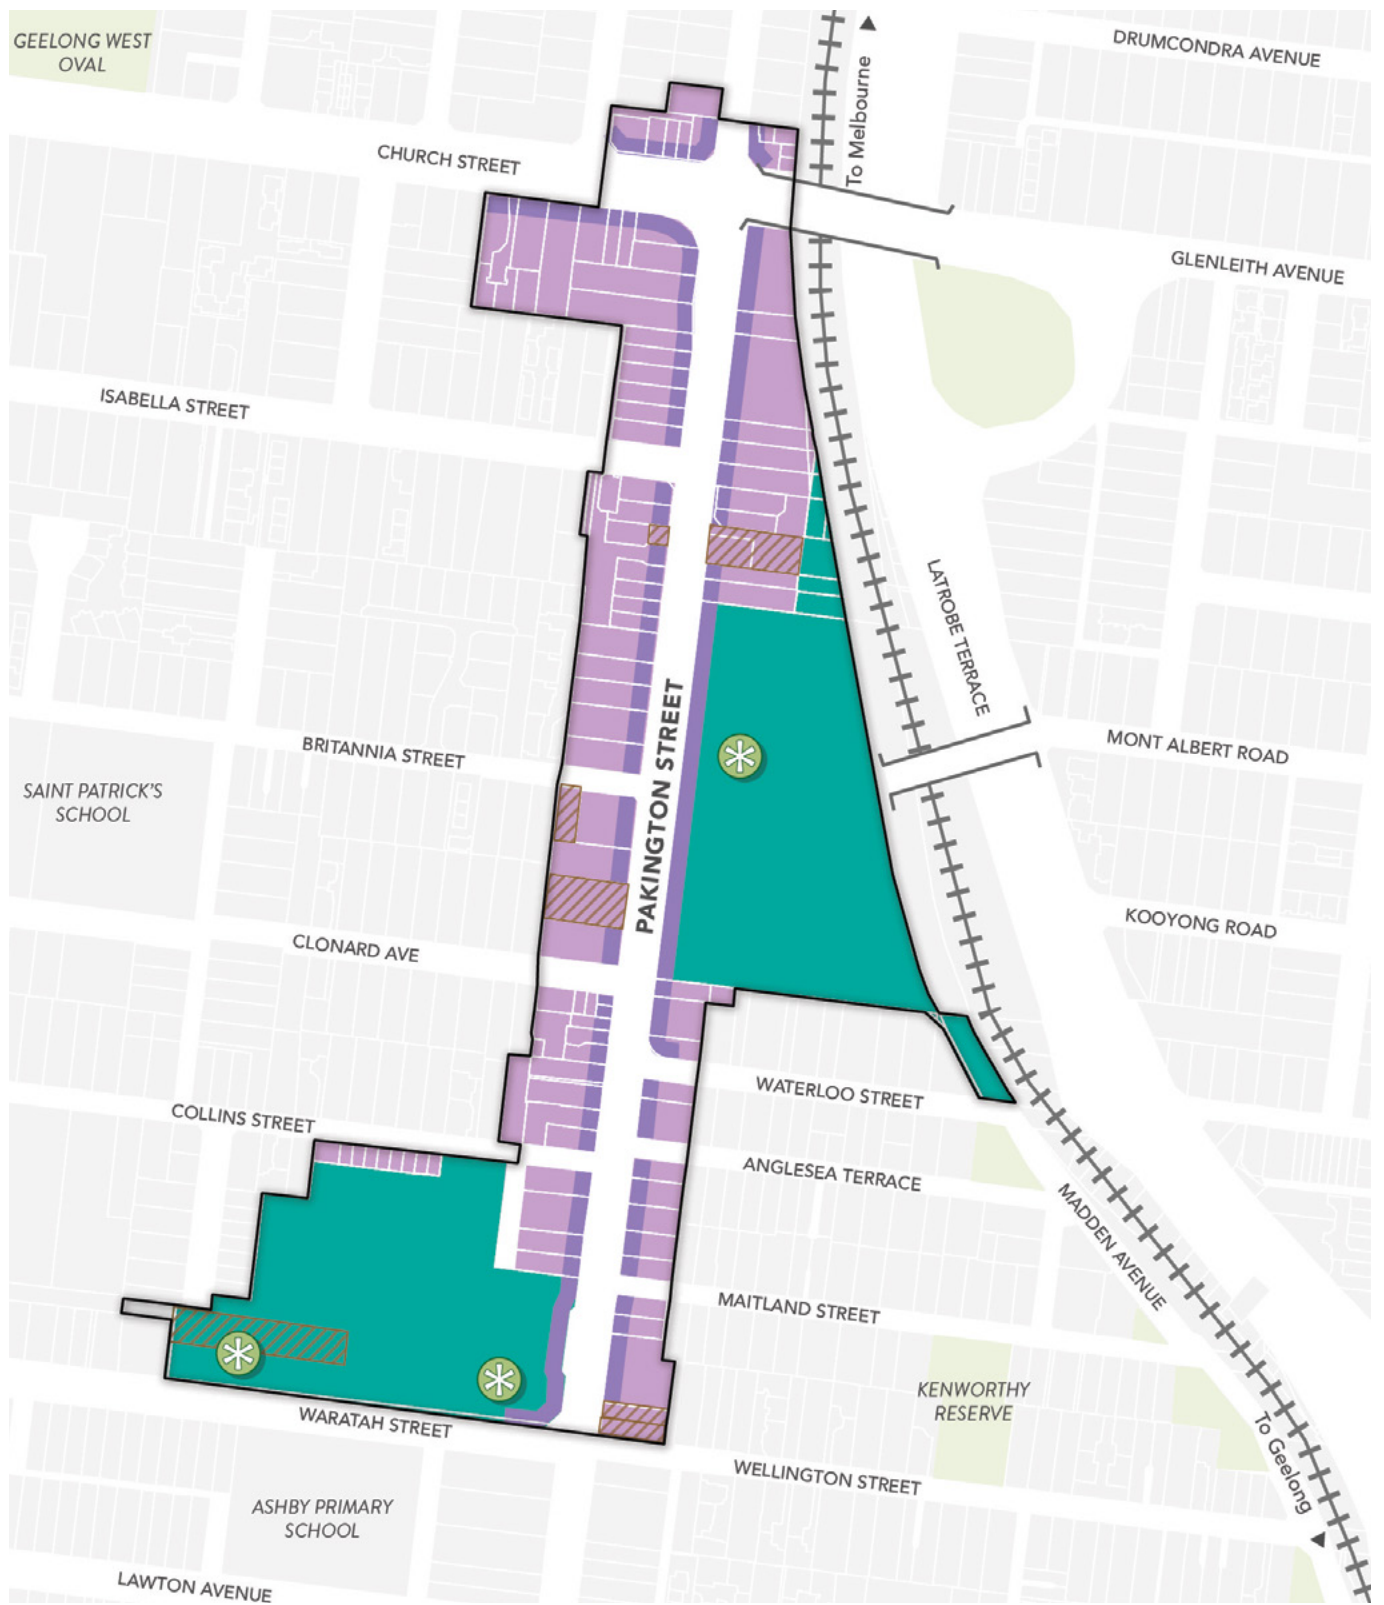 GEELONG WEST
OVAL
DRUMCONDRA AVENUE
To Melbourne
CHURCH STREET
GLENLEITH AVENUE
ISABELLA STREET
LATROBE TERRACE
PAKINGTON STREET
BRITANNIA STREET
MONT ALBERT ROAD
SAINT PATRICK'S
SCHOOL
KOOYONG ROAD
CLONARD AVE
WATERLOO STREET
COLLINS STREET
ANGLESEA TERRACE
MADDEN AVENUE
MAITLAND STREET
KENWORTHY
RESERVE
WARATAH STREET
To Geelong
WELLINGTON STREET
ASHBY PRIMARY
SCHOOL
LAWTON AVENUE